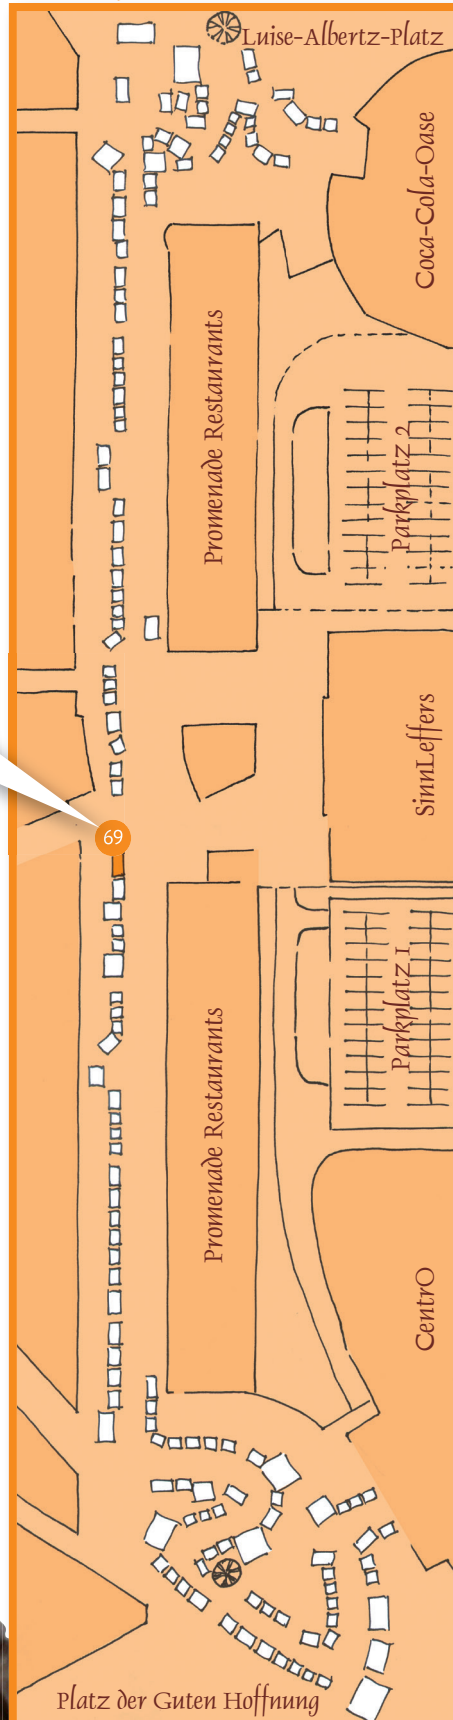 Luise-Albertz-Platz
Coca-Cola-Oase
Promenade Restaurants
Parkplatz 2
SinnLeffers
69
Parkplatz 1
Promenade Restaurants
CentrO
Platz der Guten Hoffnung